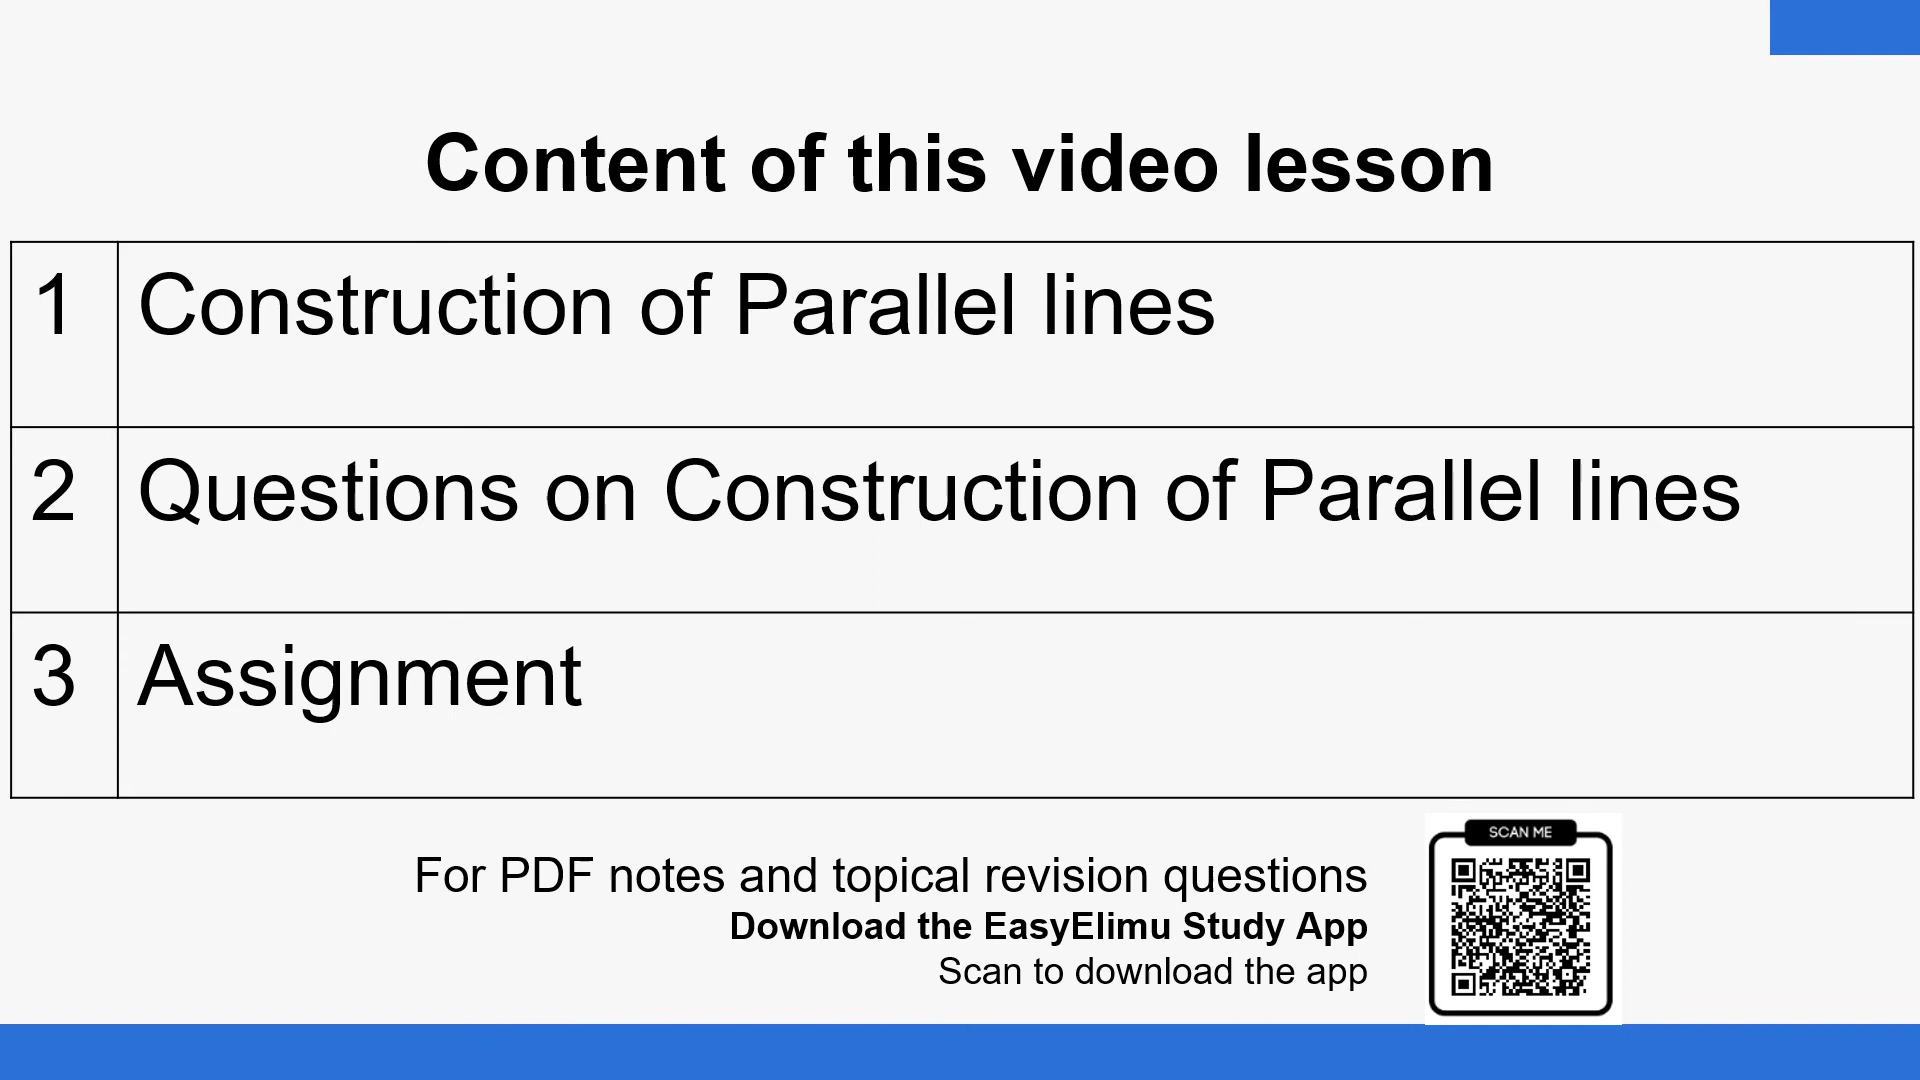 Content of this video lesson
1 Construction of Parallel lines
2 Questions on Construction of Parallel lines
3 Assignment
SCAN ME
For PDF notes and topical revision questions
Download the EasyElimu Study App
Scan to download the app